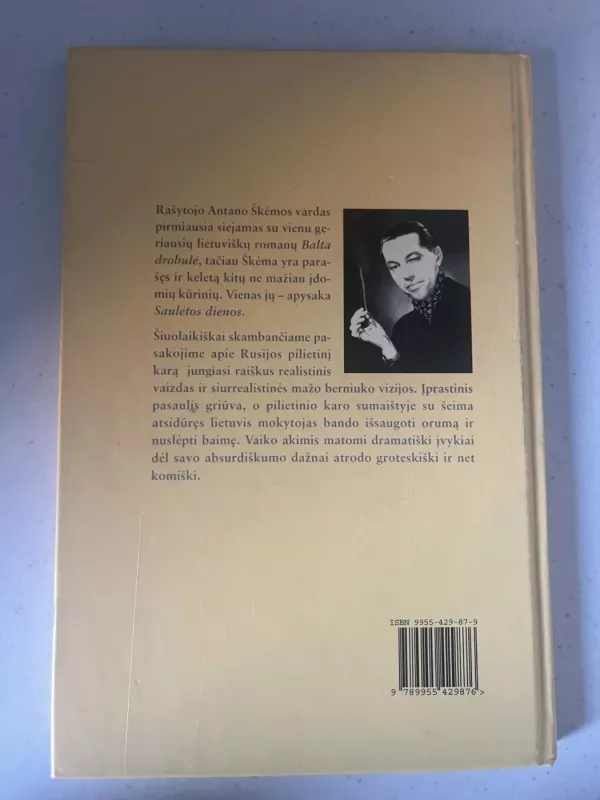 Rašytojo Antano Škėmos vardas
pirmiausia siejamas su vienu ge-
riausių lietuviškų romanų Balta
drobulė, tačiau Škėma yra para-
šęs ir keletą kitų ne mažiau įdo-
mių kūrinių. Vienas jų – apysaka
Saulėtos dienos.
Šiuolaikiškai skambančiame pa-
sakojime apie Rusijos pilietinį
karą jungiasi raiškus realistinis
vaizdas ir siurrealistinės mažo berniuko vizijos. Įprastinis
pasaulis griūva, o pilietinio karo sumaištyje su šeima
atsidūręs lietuvis mokytojas bando išsaugoti orumą ir
nuslėpti baimę. Vaiko akimis matomi dramatiški įvykiai
dėl savo absurdiškumo dažnai atrodo groteskiški ir net
komiški.
ISBN 9955-429-87-9
9 789955 429876 >